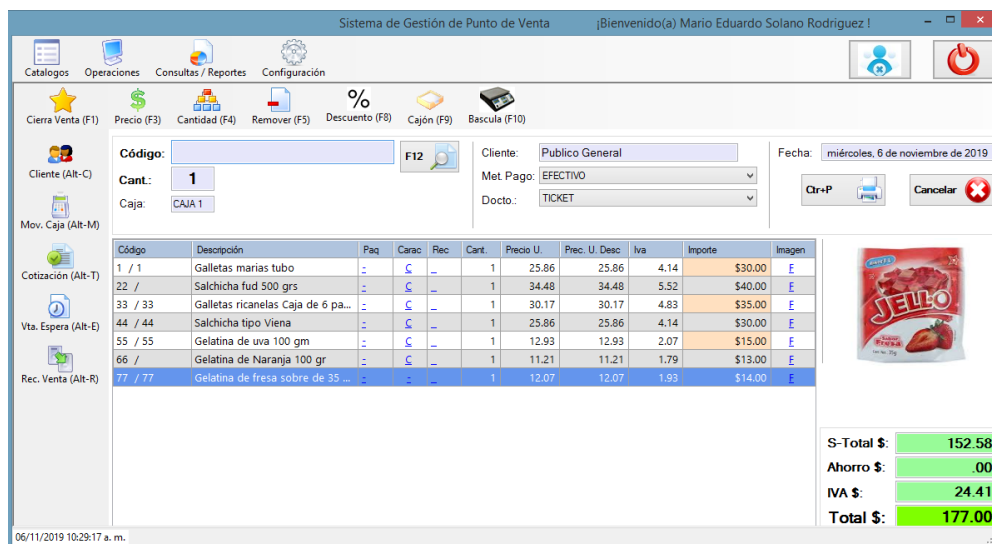 Sistema de Gestión de Punto de Venta ¡Bienvenido(a) Mario Eduardo Solano Rodriguez !
Catalogos Operaciones Consultas / Reportes Configuración
Cierra Venta (F1) Precio (F3) Cantidad (F4) Remover (F5) % Descuento (F8) Cajón (F9) Bascula (F10)
Cliente (Alt-C)
Mov. Caja (Alt-M)
Cotización (Alt-T)
Vta. Espera (Alt-E)
Rec. Venta (Alt-R)
Código: F12
Cant.: 1
Caja: CAJA 1
Cliente: Publico General
Met. Pago: EFECTIVO
Docto.: TICKET
Fecha: miércoles, 6 de noviembre de 2019
Ctr+P Cancelar
Código Descripción Paq Carac Rec Cant. Precio U. Prec. U. Desc Iva Importe Imagen
1 / 1 Galletas marias tubo - C _ 1 25.86 25.86 4.14 $30.00 F
22 / Salchicha fud 500 grs - C _ 1 34.48 34.48 5.52 $40.00 F
33 / 33 Galletas ricanelas Caja de 6 pa... - C _ 1 30.17 30.17 4.83 $35.00 F
44 / 44 Salchicha tipo Viena - C _ 1 25.86 25.86 4.14 $30.00 F
55 / 55 Gelatina de uva 100 gm - C _ 1 12.93 12.93 2.07 $15.00 F
66 / Gelatina de Naranja 100 gr - C _ 1 11.21 11.21 1.79 $13.00 F
77 / 77 Gelatina de fresa sobre de 35 ... - - _ 1 12.07 12.07 1.93 $14.00 F
JELL-O
Fresa
S-Total $: 152.58
Ahorro $: .00
IVA $: 24.41
Total $: 177.00
06/11/2019 10:29:17 a. m.